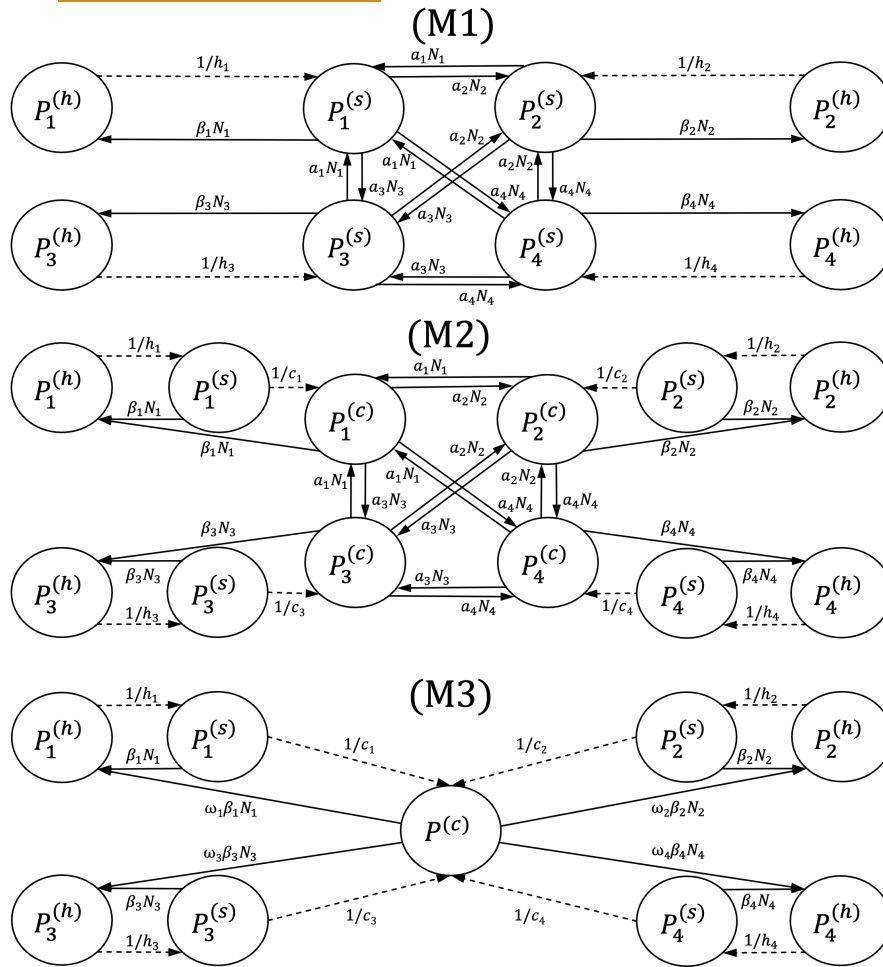 (M1)
a₁N₁
1/h₁ 1/h₂
a₂N₂
P₁⁽ʰ⁾ P₁⁽ˢ⁾ P₂⁽ˢ⁾ P₂⁽ʰ⁾
β₁N₁ a₂N₂ β₂N₂
a₁N₁ a₁N₁ a₂N₂
a₃N₃ a₄N₄ a₄N₄
β₃N₃ a₃N₃ β₄N₄
P₃⁽ʰ⁾ P₃⁽ˢ⁾ P₄⁽ˢ⁾ P₄⁽ʰ⁾
1/h₃ a₃N₃ 1/h₄
a₄N₄
(M2)
1/h₁ a₁N₁ 1/h₂
P₁⁽ʰ⁾ P₁⁽ˢ⁾ 1/c₁ 1/c₂ P₂⁽ˢ⁾ P₂⁽ʰ⁾
a₂N₂
β₁N₁ P₁⁽ᶜ⁾ P₂⁽ᶜ⁾ β₂N₂
β₁N₁ a₂N₂ β₂N₂
a₁N₁ a₁N₁ a₂N₂
a₃N₃ a₄N₄ a₄N₄
β₃N₃ a₃N₃ β₄N₄
P₃⁽ᶜ⁾ P₄⁽ᶜ⁾
β₃N₃ a₃N₃ β₄N₄
P₃⁽ʰ⁾ P₃⁽ˢ⁾ P₄⁽ˢ⁾ P₄⁽ʰ⁾
1/h₃ 1/c₃ a₄N₄ 1/c₄ 1/h₄
(M3)
1/h₁ 1/h₂
P₁⁽ʰ⁾ P₁⁽ˢ⁾ 1/c₁ 1/c₂ P₂⁽ˢ⁾ P₂⁽ʰ⁾
β₁N₁ β₂N₂
ω₁β₁N₁ ω₂β₂N₂
P⁽ᶜ⁾
ω₃β₃N₃ ω₄β₄N₄
β₃N₃ β₄N₄
P₃⁽ʰ⁾ P₃⁽ˢ⁾ 1/c₃ 1/c₄ P₄⁽ˢ⁾ P₄⁽ʰ⁾
1/h₃ 1/h₄